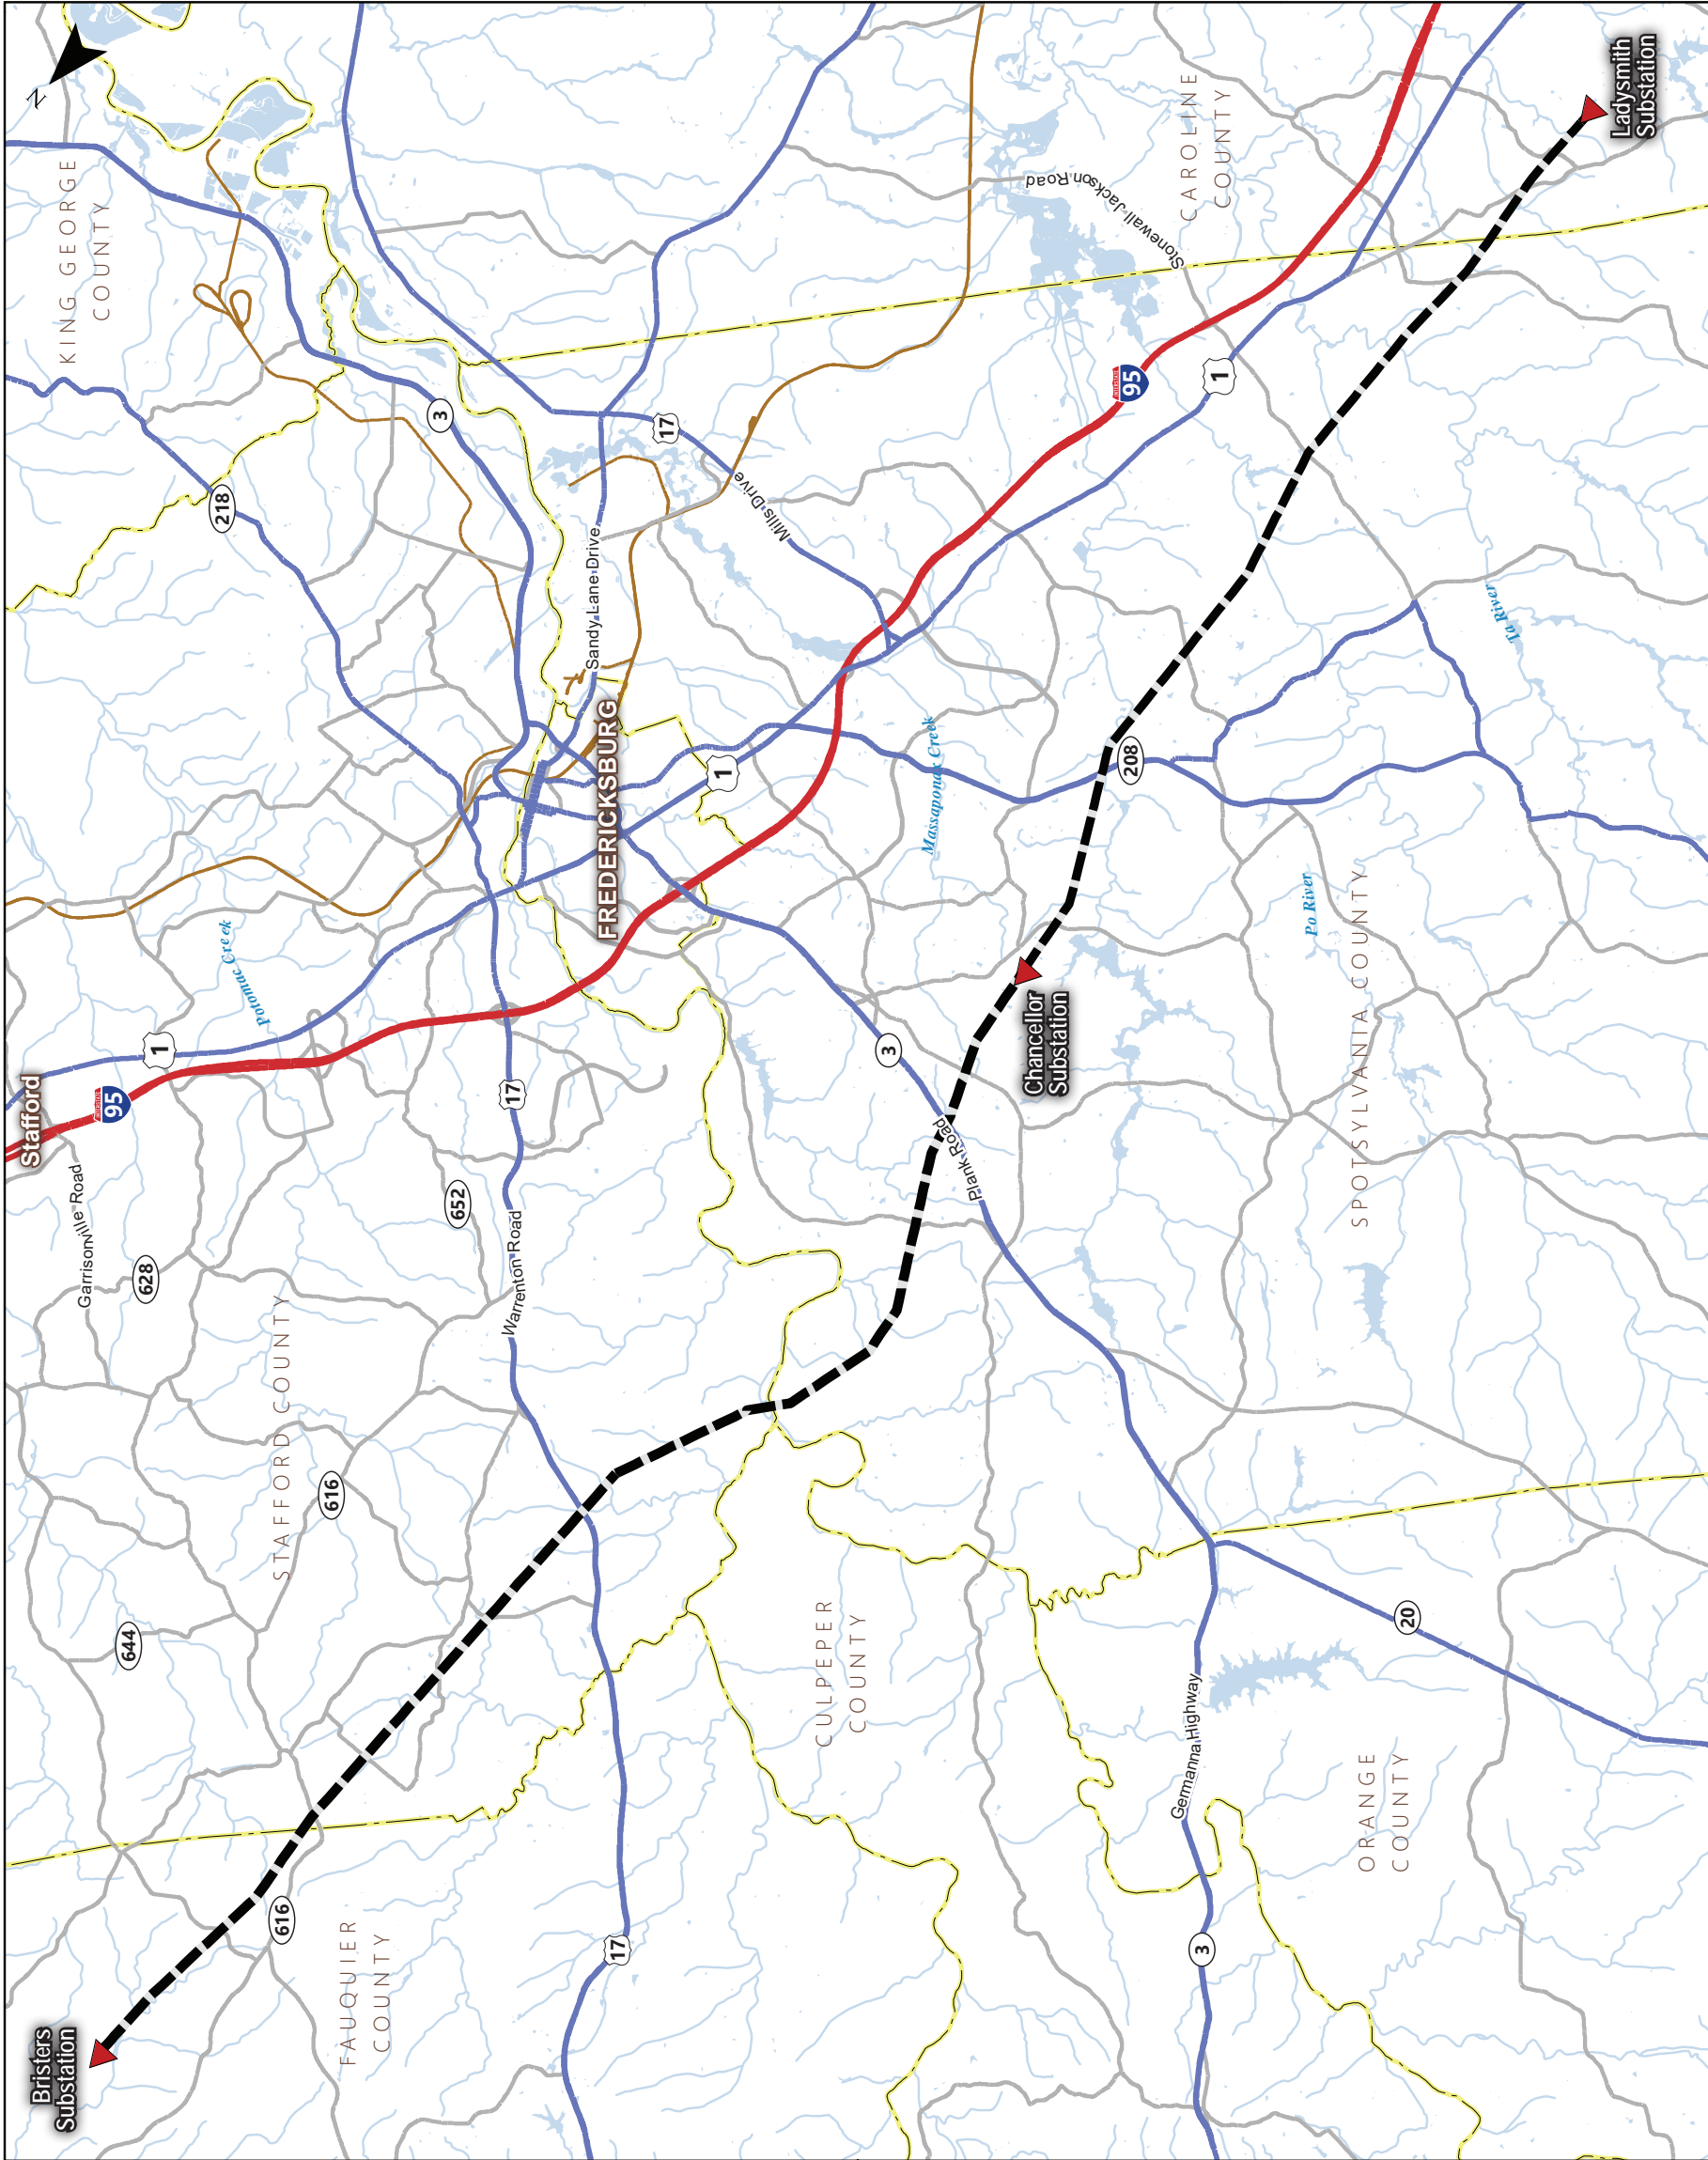 Bristers
Substation
FAUQUIER
COUNTY
616
17
3
ORANGE
COUNTY
Germanna Highway
20
CULPEPER
COUNTY
644
616
STAFFORD COUNTY
628
Garrisonville Road
Stafford
95
1
652
Warrenton Road
17
Potomac Creek
Plank Road
3
Chancellor
Substation
SPOTSYLVANIA COUNTY
Po River
Massaponax Creek
208
FREDERICKSBURG
1
Sandy Lane Drive
Mills Drive
17
218
3
KING GEORGE
COUNTY
N
Ta River
95
1
Stonewall Jackson Road
CAROLINE
COUNTY
Ladysmith
Substation